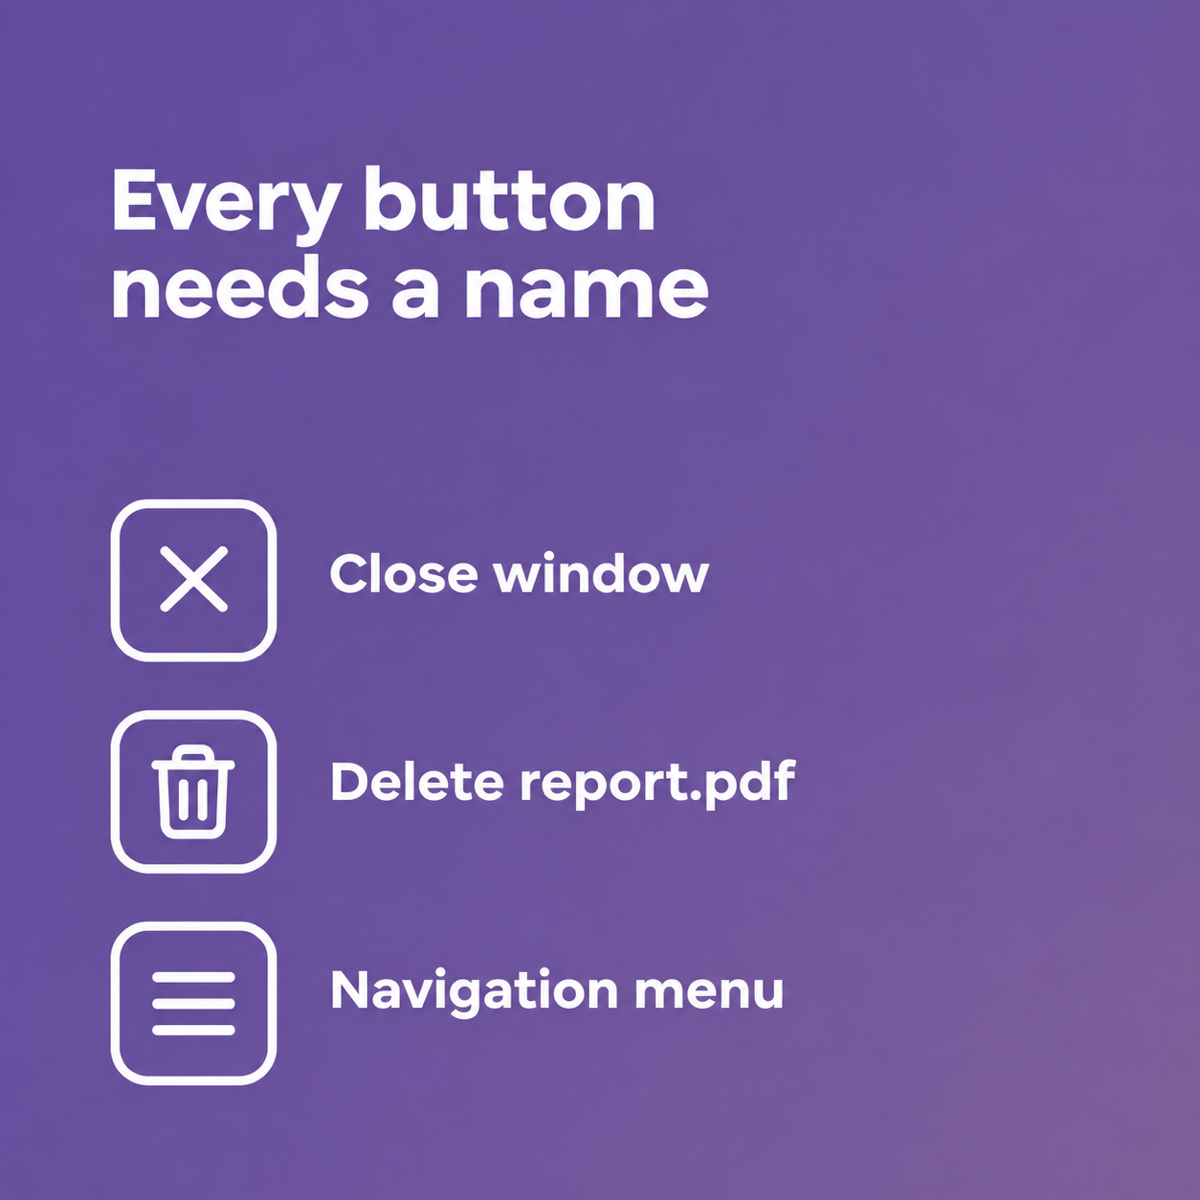 Every button
needs a name
Close window
Delete report.pdf
Navigation menu